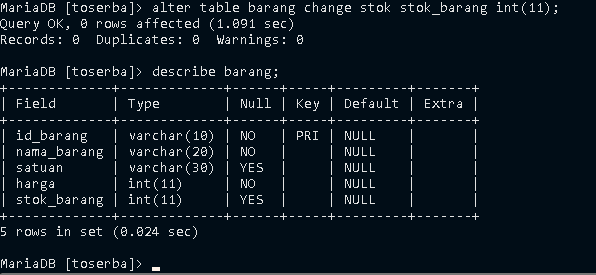 MariaDB [toserba]> alter table barang change stok stok_barang int(11);
Query OK, 0 rows affected (1.091 sec)
Records: 0  Duplicates: 0  Warnings: 0

MariaDB [toserba]> describe barang;
+-------------+-------------+------+-----+---------+-------+
| Field       | Type        | Null | Key | Default | Extra |
+-------------+-------------+------+-----+---------+-------+
| id_barang   | varchar(10) | NO   | PRI | NULL    |       |
| nama_barang | varchar(20) | NO   |     | NULL    |       |
| satuan      | varchar(30) | YES  |     | NULL    |       |
| harga       | int(11)     | NO   |     | NULL    |       |
| stok_barang | int(11)     | YES  |     | NULL    |       |
+-------------+-------------+------+-----+---------+-------+
5 rows in set (0.024 sec)

MariaDB [toserba]> _